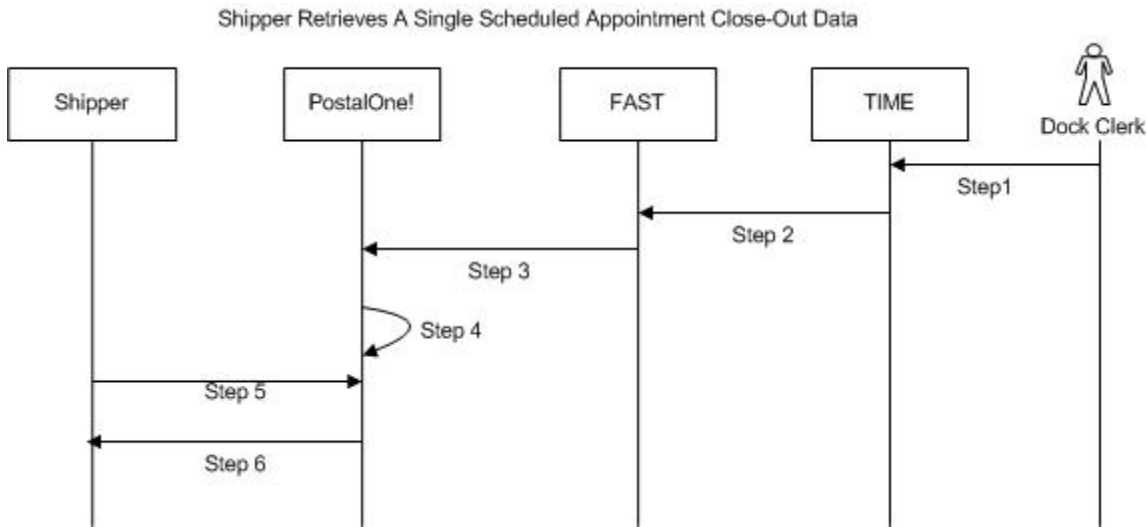 Shipper Retrieves A Single Scheduled Appointment Close-Out Data
Shipper
PostalOne!
FAST
TIME
Dock Clerk
Step1
Step 2
Step 3
Step 4
Step 5
Step 6